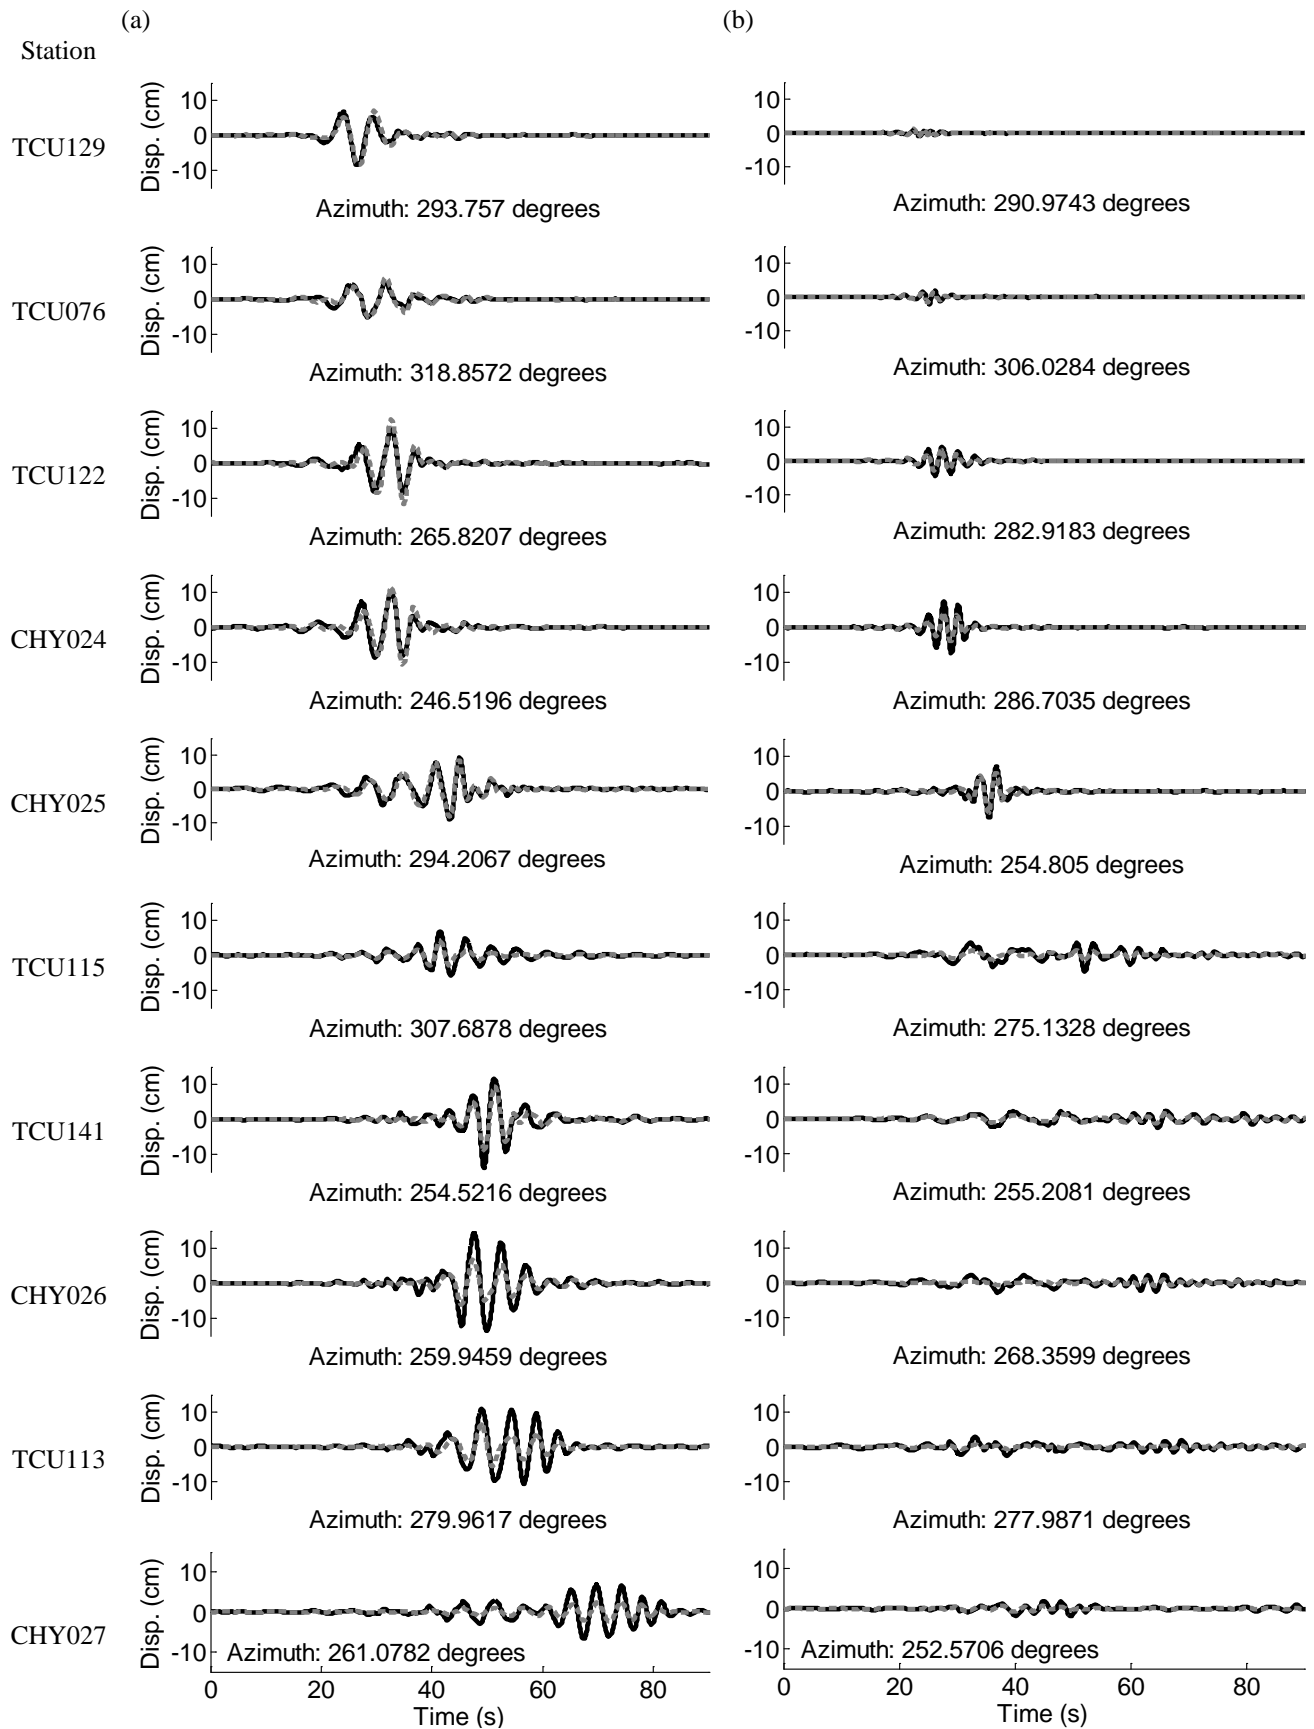 (a) (b)
Station
TCU129 Disp. (cm) 10 0 -10
Azimuth: 293.757 degrees Azimuth: 290.9743 degrees
TCU076 Disp. (cm) 10 0 -10 10 0 -10
Azimuth: 318.8572 degrees Azimuth: 306.0284 degrees
TCU122 Disp. (cm) 10 0 -10 10 0 -10
Azimuth: 265.8207 degrees Azimuth: 282.9183 degrees
CHY024 Disp. (cm) 10 0 -10 10 0 -10
Azimuth: 246.5196 degrees Azimuth: 286.7035 degrees
CHY025 Disp. (cm) 10 0 -10 10 0 -10
Azimuth: 294.2067 degrees Azimuth: 254.805 degrees
TCU115 Disp. (cm) 10 0 -10 10 0 -10
Azimuth: 307.6878 degrees Azimuth: 275.1328 degrees
TCU141 Disp. (cm) 10 0 -10 10 0 -10
Azimuth: 254.5216 degrees Azimuth: 255.2081 degrees
CHY026 Disp. (cm) 10 0 -10 10 0 -10
Azimuth: 259.9459 degrees Azimuth: 268.3599 degrees
TCU113 Disp. (cm) 10 0 -10 10 0 -10
Azimuth: 279.9617 degrees Azimuth: 277.9871 degrees
CHY027 Disp. (cm) 10 0 -10 10 0 -10
Azimuth: 261.0782 degrees Azimuth: 252.5706 degrees
0 20 40 60 80 0 20 40 60 80
Time (s) Time (s)